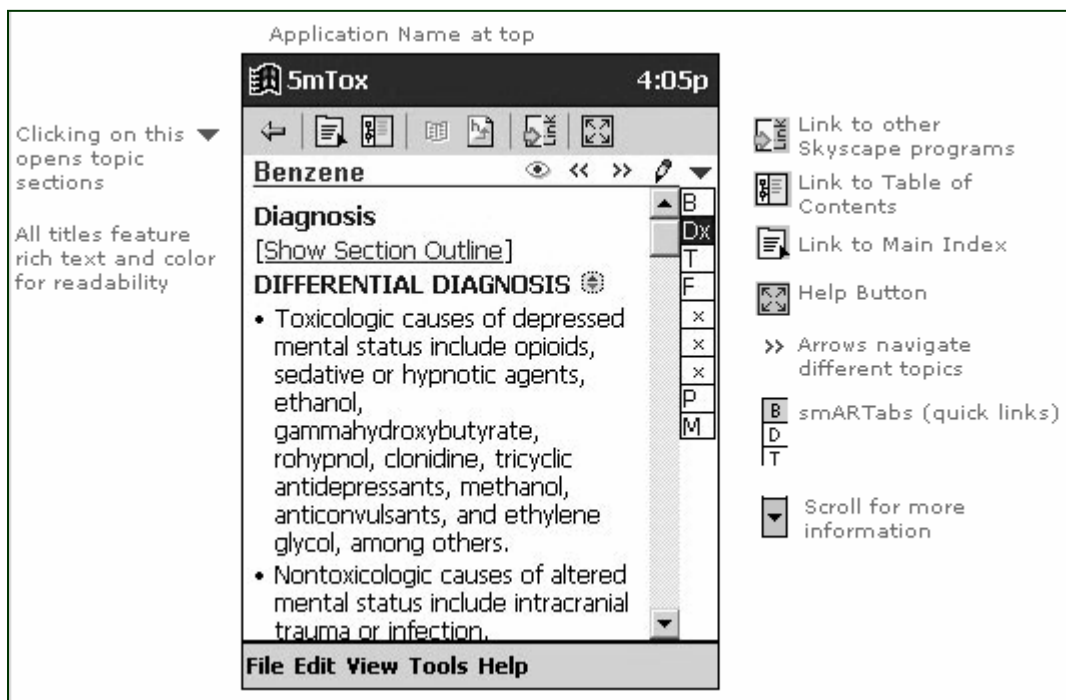 Application Name at top
5mTox 4:05p
Clicking on this
opens topic
sections
All titles feature
rich text and color
for readability
Benzene << >>
Diagnosis
[Show Section Outline]
DIFFERENTIAL DIAGNOSIS
• Toxicologic causes of depressed
mental status include opioids,
sedative or hypnotic agents,
ethanol,
gammahydroxybutyrate,
rohypnol, clonidine, tricyclic
antidepressants, methanol,
anticonvulsants, and ethylene
glycol, among others.
• Nontoxicologic causes of altered
mental status include intracranial
trauma or infection.
B
Dx
T
F
×
×
×
P
M
File Edit View Tools Help
Link to other
Skyscape programs
Link to Table of
Contents
Link to Main Index
Help Button
>> Arrows navigate
different topics
B smARTabs (quick links)
D
T
Scroll for more
information